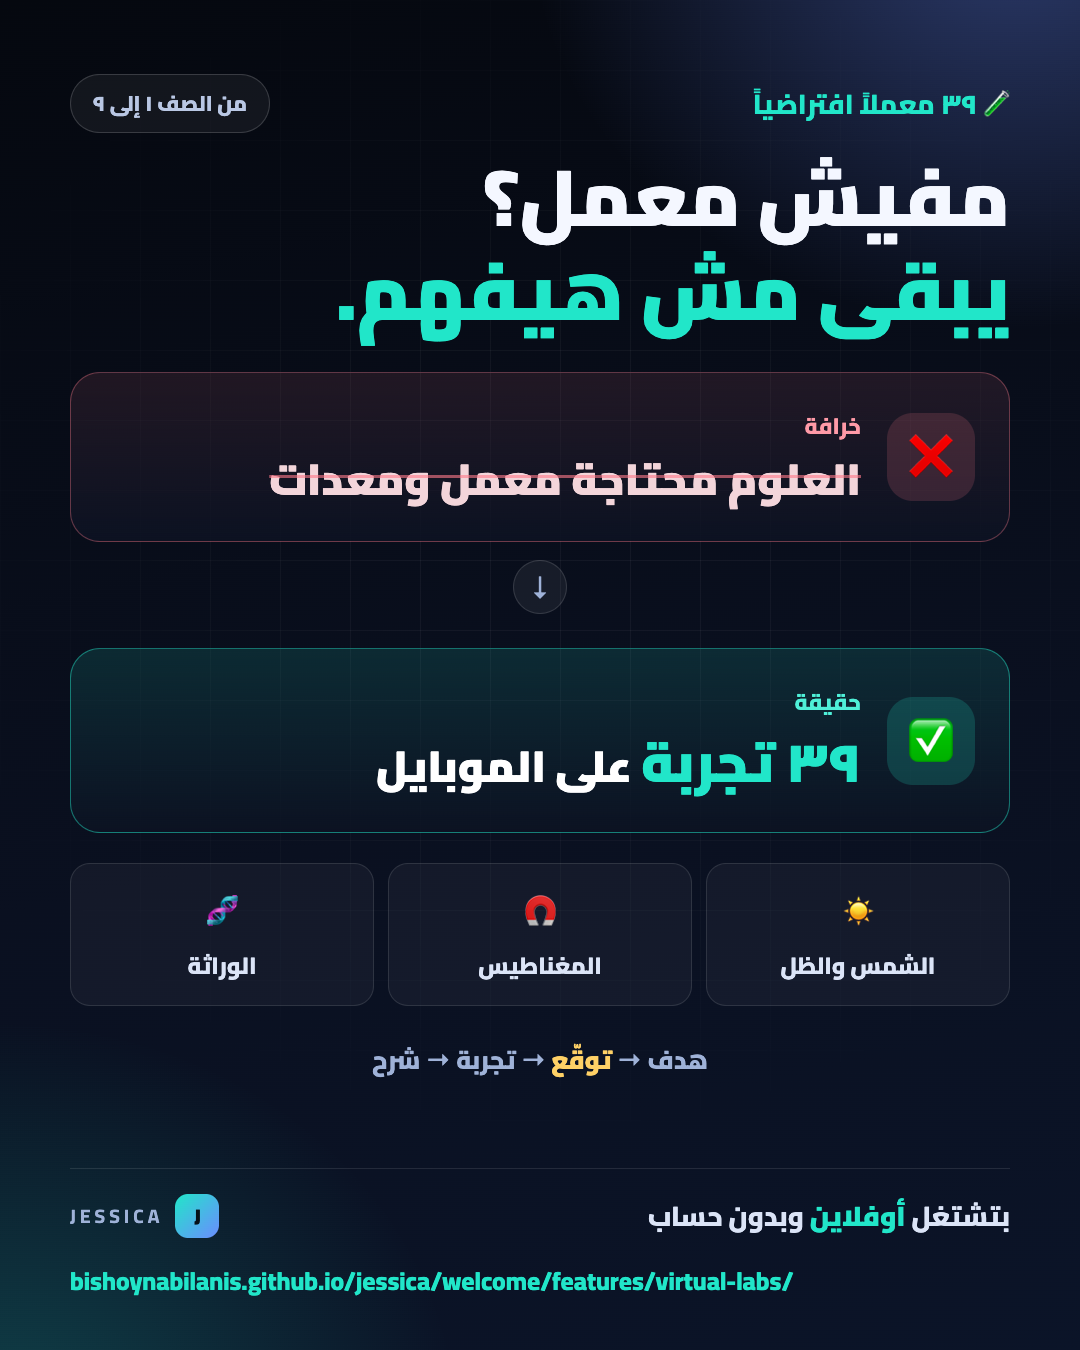 ٣٩ معملاً افتراضياً
من الصف ١ إلى ٩
مفيش معمل؟
يبقى مش هيفهم.
خرافة
العلوم محتاجة معمل ومعدات
↓
حقيقة
٣٩ تجربة على الموبايل
الشمس والظل
المغناطيس
الوراثة
هدف → توقّع → تجربة → شرح
بتشتغل أوفلاين وبدون حساب
J JESSICA
bishoynabilanis.github.io/jessica/welcome/features/virtual-labs/